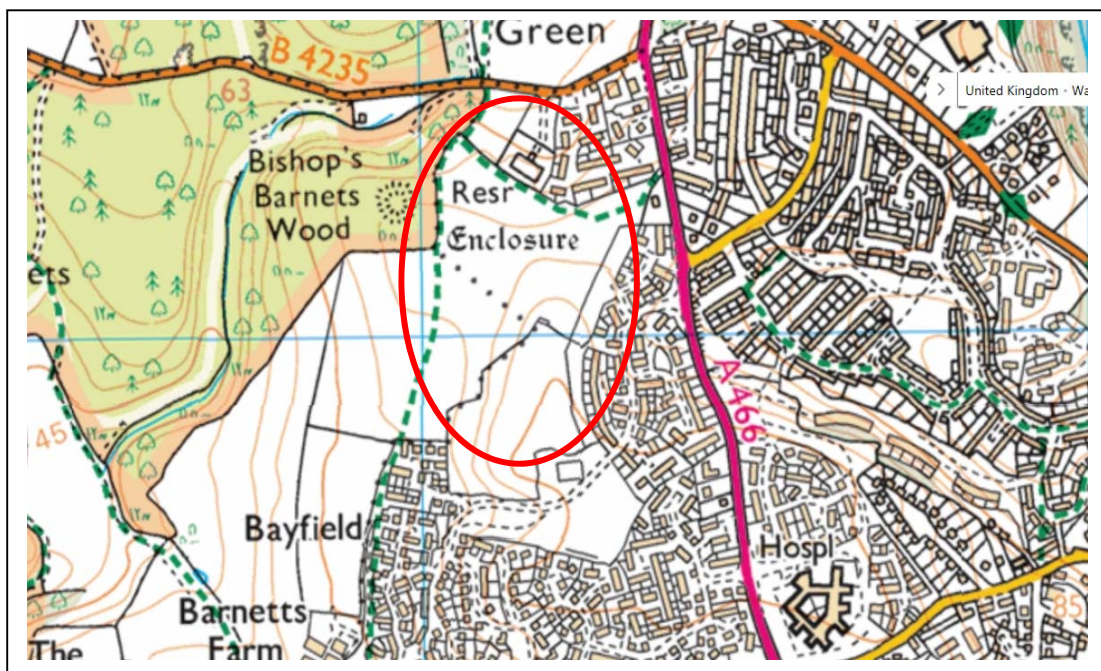 Green
B 4235
63
United Kingdom - Wa
Bishop's
Barnets
Wood
Resr
Enclosure
ets
A 466
45
Bayfield
Hospl
Barnetts
Farm
85
The